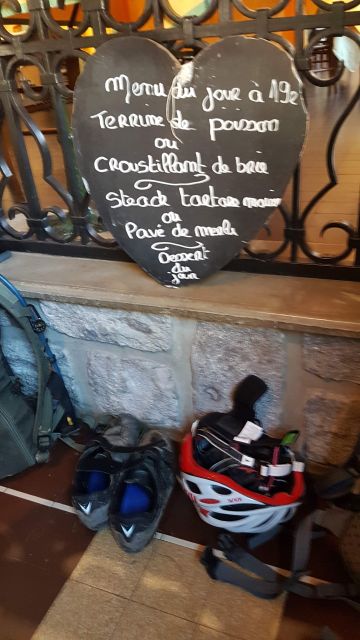 Menu du jour à 19€
Terrine de poisson
ou
Croustillant de brie
Steack tartare maison
ou
Pavé de merlu
Dessert
du
jour